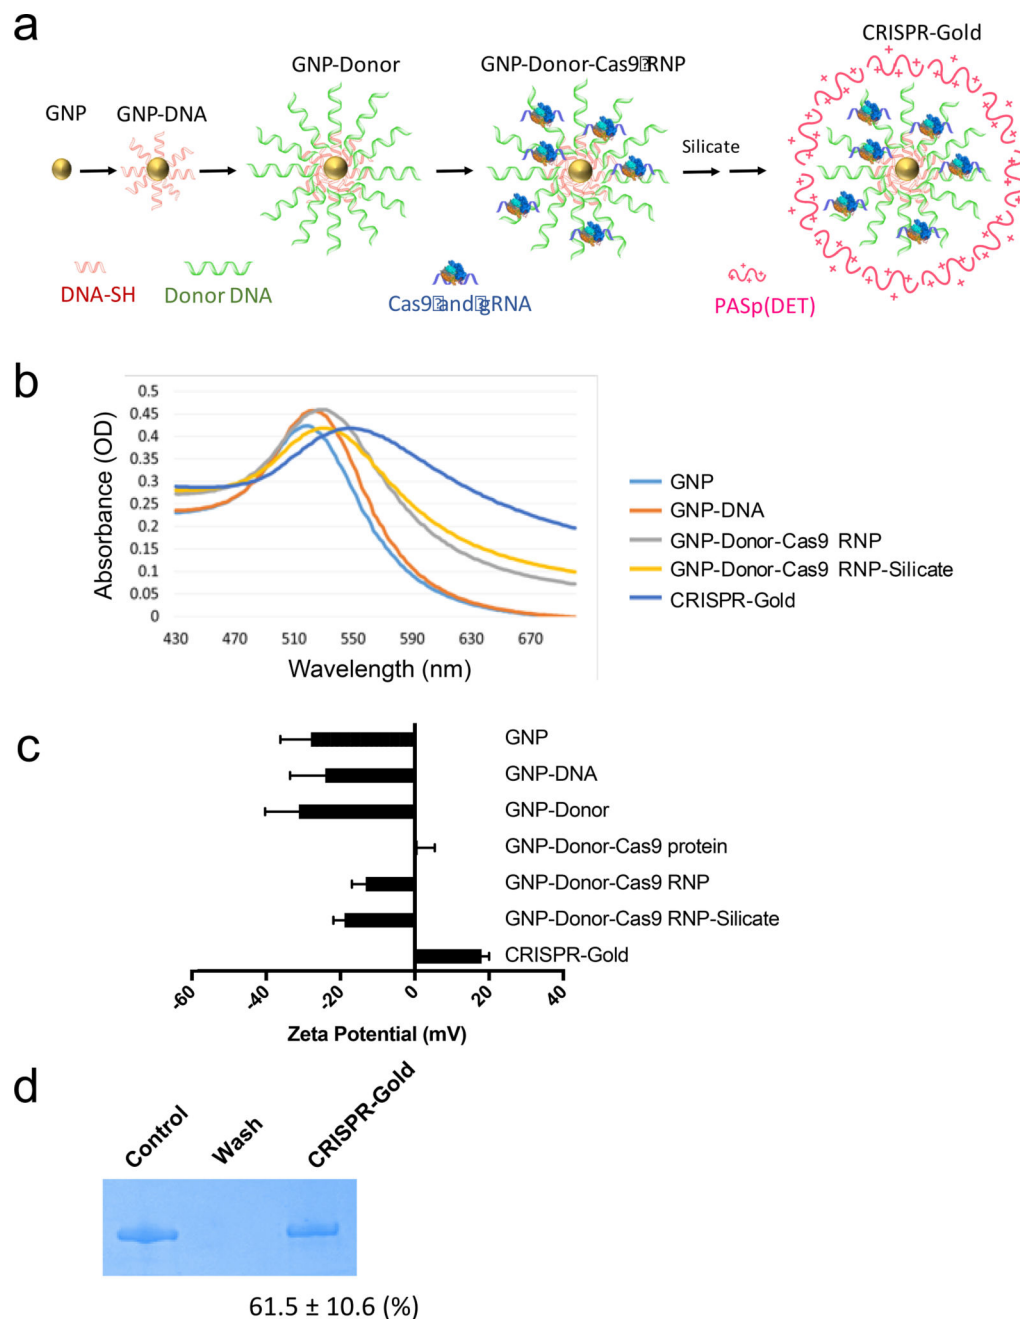 a
CRISPR-Gold
GNP-Donor
GNP-Donor-Cas9 RNP
GNP
GNP-DNA
Silicate
DNA-SH
Donor DNA
Cas9 and gRNA
PASp(DET)
b
Absorbance (OD)
0.5
0.45
0.4
0.35
0.3
0.25
0.2
0.15
0.1
0.05
0
430 470 510 550 590 630 670
Wavelength (nm)
GNP
GNP-DNA
GNP-Donor-Cas9 RNP
GNP-Donor-Cas9 RNP-Silicate
CRISPR-Gold
c
GNP
GNP-DNA
GNP-Donor
GNP-Donor-Cas9 protein
GNP-Donor-Cas9 RNP
GNP-Donor-Cas9 RNP-Silicate
CRISPR-Gold
-60 -40 -20 0 20 40
Zeta Potential (mV)
d
Control
Wash
CRISPR-Gold
61.5 ± 10.6 (%)